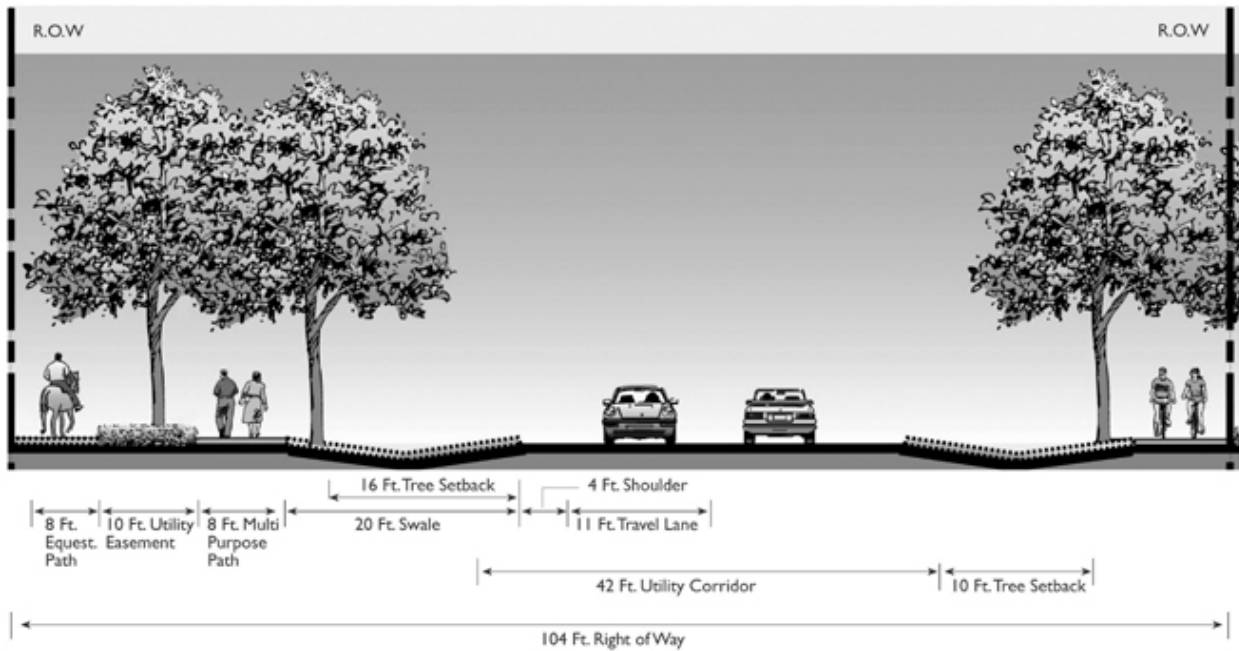 R.O.W
R.O.W
16 Ft. Tree Setback
4 Ft. Shoulder
8 Ft.
Equest.
Path
10 Ft. Utility
Easement
8 Ft. Multi
Purpose
Path
20 Ft. Swale
11 Ft. Travel Lane
42 Ft. Utility Corridor
10 Ft. Tree Setback
104 Ft. Right of Way